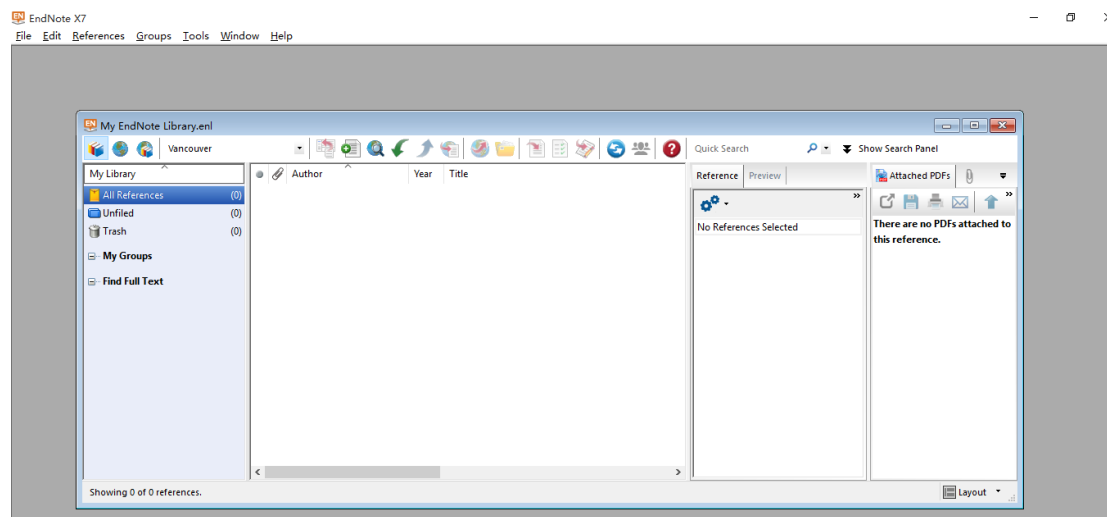 EndNote X7
File Edit References Groups Tools Window Help
My EndNote Library.enl
Vancouver
Quick Search
Show Search Panel
My Library
Author Year Title
Reference Preview
Attached PDFs
All References (0)
Unfiled (0)
Trash (0)
My Groups
Find Full Text
No References Selected
There are no PDFs attached to
this reference.
Showing 0 of 0 references.
Layout